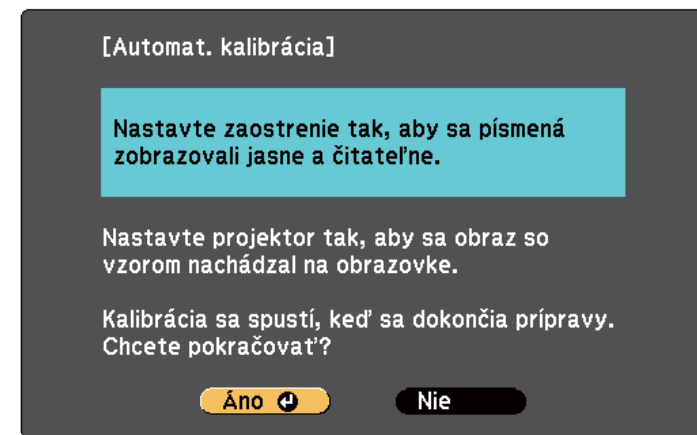 [Automat. kalibrácia]
Nastavte zaostrenie tak, aby sa písmená
zobrazovali jasne a čitateľne.
Nastavte projektor tak, aby sa obraz so
vzorom nachádzal na obrazovke.
Kalibrácia sa spustí, keď sa dokončia prípravy.
Chcete pokračovať?
Áno
Nie